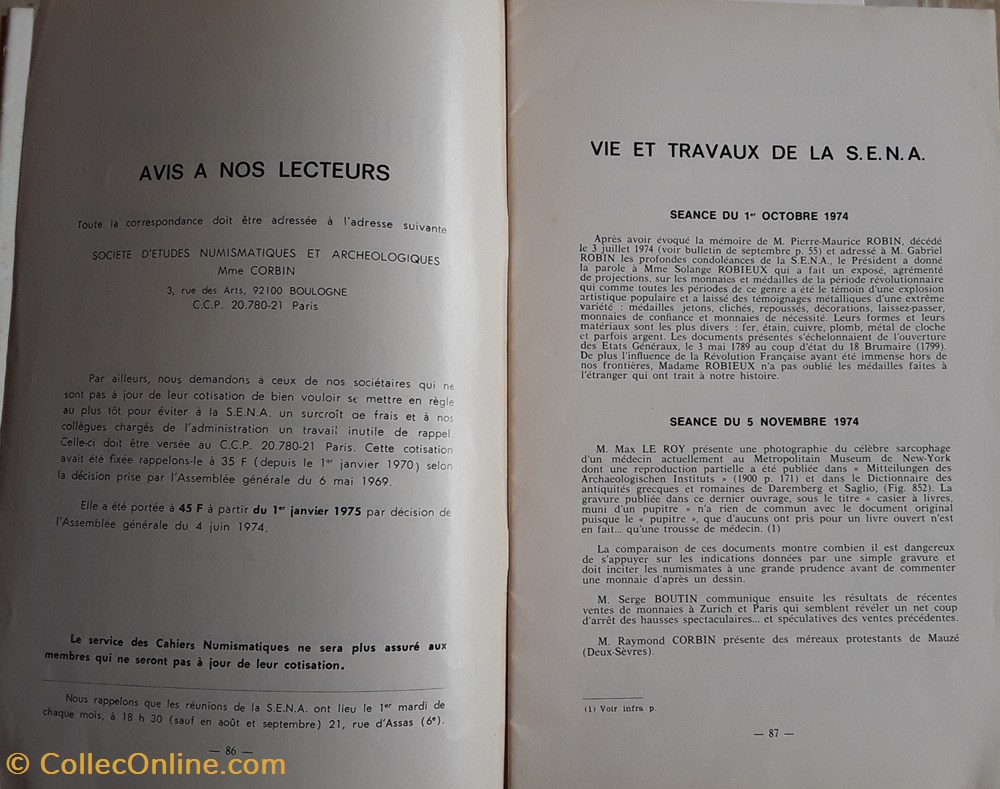 AVIS A NOS LECTEURS
Toute la correspondance doit être adressée à l'adresse suivante
SOCIETE D'ETUDES NUMISMATIQUES ET ARCHEOLOGIQUES
Mme CORBIN
3, rue des Arts, 92100 BOULOGNE
C.C.P. 20.780-21 Paris
Par ailleurs, nous demandons à ceux de nos sociétaires qui ne
sont pas à jour de leur cotisation de bien vouloir se mettre en règle
au plus tôt pour éviter à la S.E.N.A. un surcroît de frais et à nos
collègues chargés de l'administration un travail inutile de rappel.
Celle-ci doit être versée au C.C.P. 20.780-21 Paris. Cette cotisation
avait été fixée rappelons-le à 35 F (depuis le 1er janvier 1970) selon
la décision prise par l'Assemblée générale du 6 mai 1969.
Elle a été portée à 45 F à partir du 1er janvier 1975 par décision de
l'Assemblée générale du 4 juin 1974.
Le service des Cahiers Numismatiques ne sera plus assuré aux
membres qui ne seront pas à jour de leur cotisation.
Nous rappelons que les réunions de la S.E.N.A. ont lieu le 1er mardi de
chaque mois, à 18 h 30 (sauf en août et septembre) 21, rue d'Assas (6e).
— 86 —
VIE ET TRAVAUX DE LA S.E.N.A.
SEANCE DU 1er OCTOBRE 1974
Après avoir évoqué la mémoire de M. Pierre-Maurice ROBIN, décédé
le 3 juillet 1974 (voir bulletin de septembre p. 55) et adressé à M. Gabriel
ROBIN les profondes condoléances de la S.E.N.A., le Président a donné
la parole à Mme Solange ROBIEUX qui a fait un exposé, agrémenté
de projections, sur les monnaies et médailles de la période révolutionnaire
qui comme toutes les périodes de ce genre a été le témoin d'une explosion
artistique populaire et a laissé des témoignages métalliques d'une extrême
variété : médailles jetons, clichés, repoussés, décorations, laissez-passer,
monnaies de confiance et monnaies de nécessité. Leurs formes et leurs
matériaux sont les plus divers : fer, étain, cuivre, plomb, métal de cloche
et parfois argent. Les documents présentés s'échelonnaient de l'ouverture
des Etats Généraux, le 3 mai 1789 au coup d'état du 18 Brumaire (1799).
De plus l'influence de la Révolution Française ayant été immense hors de
nos frontières, Madame ROBIEUX n'a pas oublié les médailles faites à
l'étranger qui ont trait à notre histoire.
SEANCE DU 5 NOVEMBRE 1974
M. Max LE ROY présente une photographie du célèbre sarcophage
d'un médecin actuellement au Metropolitain Museum de New-York
dont une reproduction partielle a été publiée dans « Mitteilungen des
Archaeologischen Instituts » (1900 p. 171) et dans le Dictionnaire des
antiquités grecques et romaines de Daremberg et Saglio, (Fig. 852). La
gravure publiée dans ce dernier ouvrage, sous le titre « casier à livres,
muni d'un pupitre » n'a rien de commun avec le document original
puisque le « pupitre », que d'aucuns ont pris pour un livre ouvert n'est
en fait... qu'une trousse de médecin. (1)
La comparaison de ces documents montre combien il est dangereux
de s'appuyer sur les indications données par une simple gravure et
doit inciter les numismates à une grande prudence avant de commenter
une monnaie d'après un dessin.
M. Serge BOUTIN communique ensuite les résultats de récentes
ventes de monnaies à Zurich et Paris qui semblent révéler un net coup
d'arrêt des hausses spectaculaires... et spéculatives des ventes précédentes.
M. Raymond CORBIN présente des méreaux protestants de Mauzé
(Deux-Sèvres).
(1) Voir infra p.
— 87 —
© CollecOnline.com